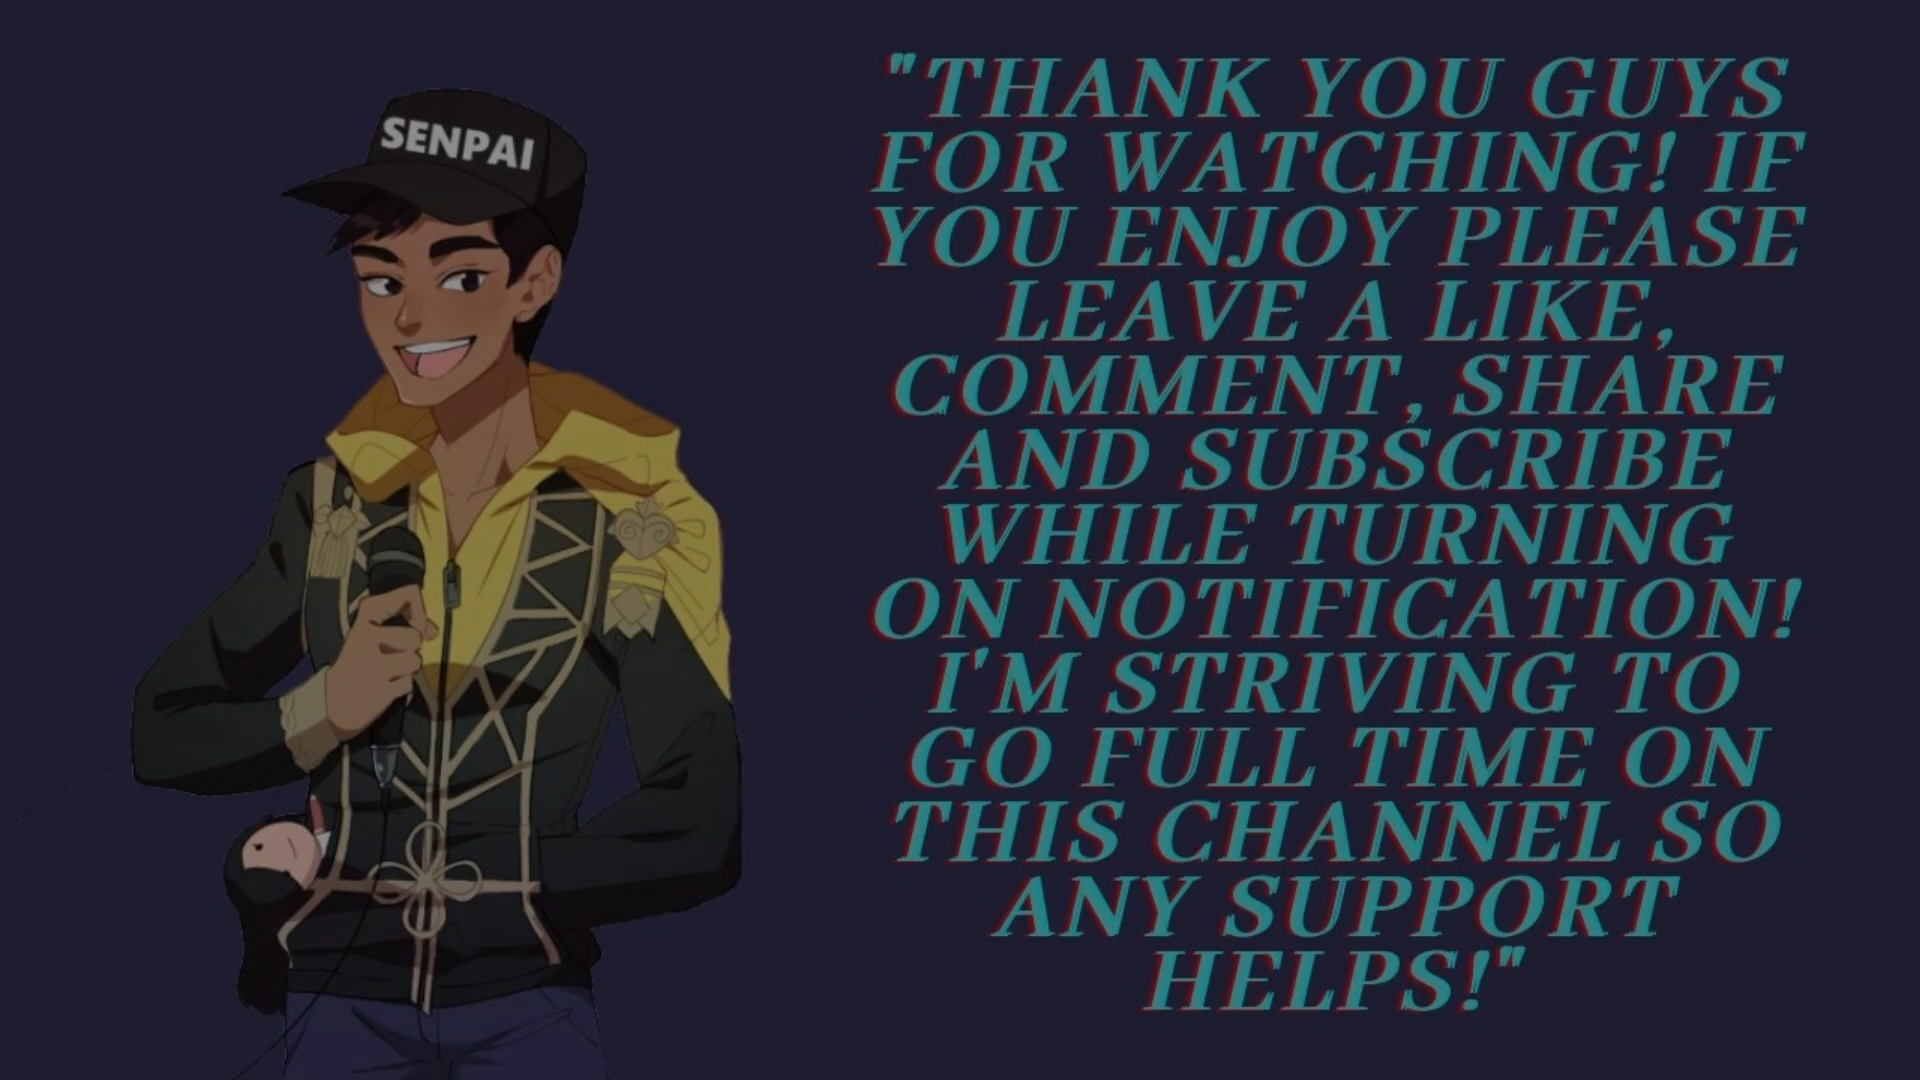 SENPAI
"THANK YOU GUYS
FOR WATCHING! IF
YOU ENJOY PLEASE
LEAVE A LIKE,
COMMENT, SHARE
AND SUBSCRIBE
WHILE TURNING
ON NOTIFICATION!
I'M STRIVING TO
GO FULL TIME ON
THIS CHANNEL SO
ANY SUPPORT
HELPS!"